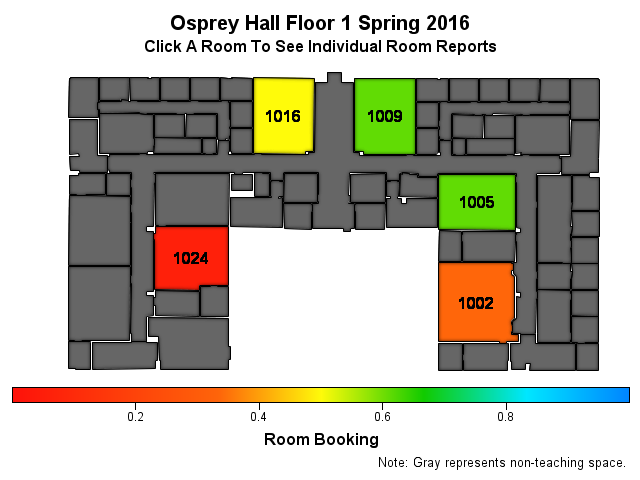 Osprey Hall Floor 1 Spring 2016
Click A Room To See Individual Room Reports
1016
1009
1005
1024
1002
0.2
0.4
0.6
0.8
Room Booking
Note: Gray represents non-teaching space.